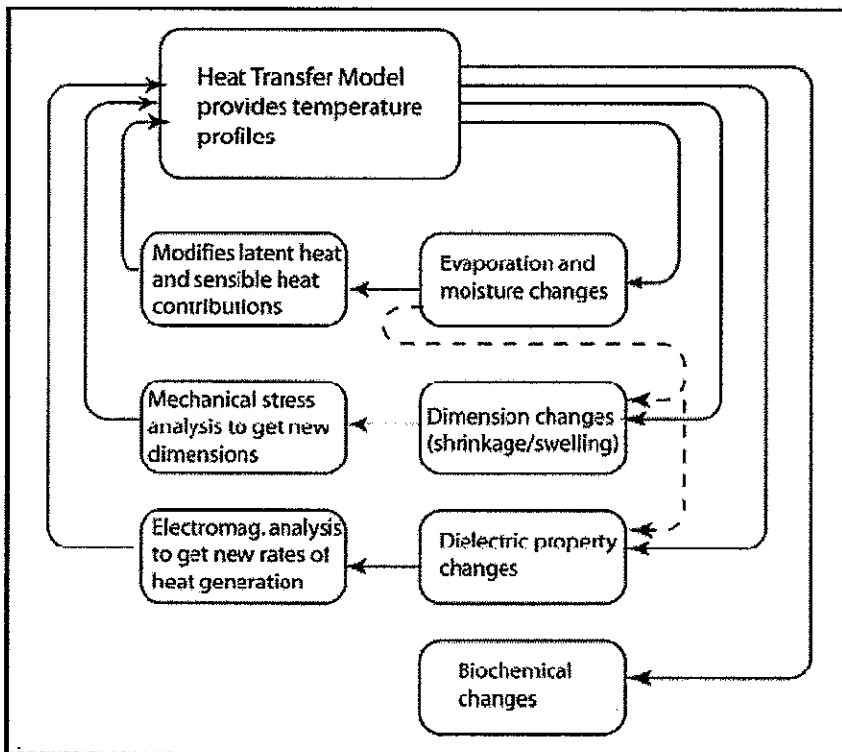 Heat Transfer Model
provides temperature
profiles
Modifies latent heat
and sensible heat
contributions
Evaporation and
moisture changes
Mechanical stress
analysis to get new
dimensions
Dimension changes
(shrinkage/swelling)
Electromag. analysis
to get new rates of
heat generation
Dielectric property
changes
Biochemical
changes